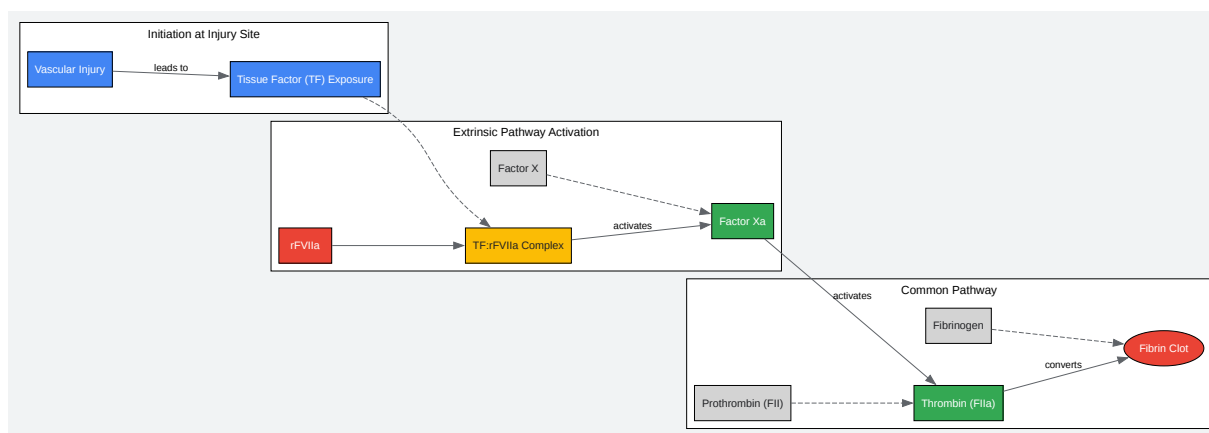 Initiation at Injury Site
Vascular Injury
leads to
Tissue Factor (TF) Exposure
Extrinsic Pathway Activation
Factor X
Factor Xa
activates
rFVIIa
TF:rFVIIa Complex
Common Pathway
activates
Fibrinogen
Fibrin Clot
converts
Prothrombin (FII)
Thrombin (FIIa)